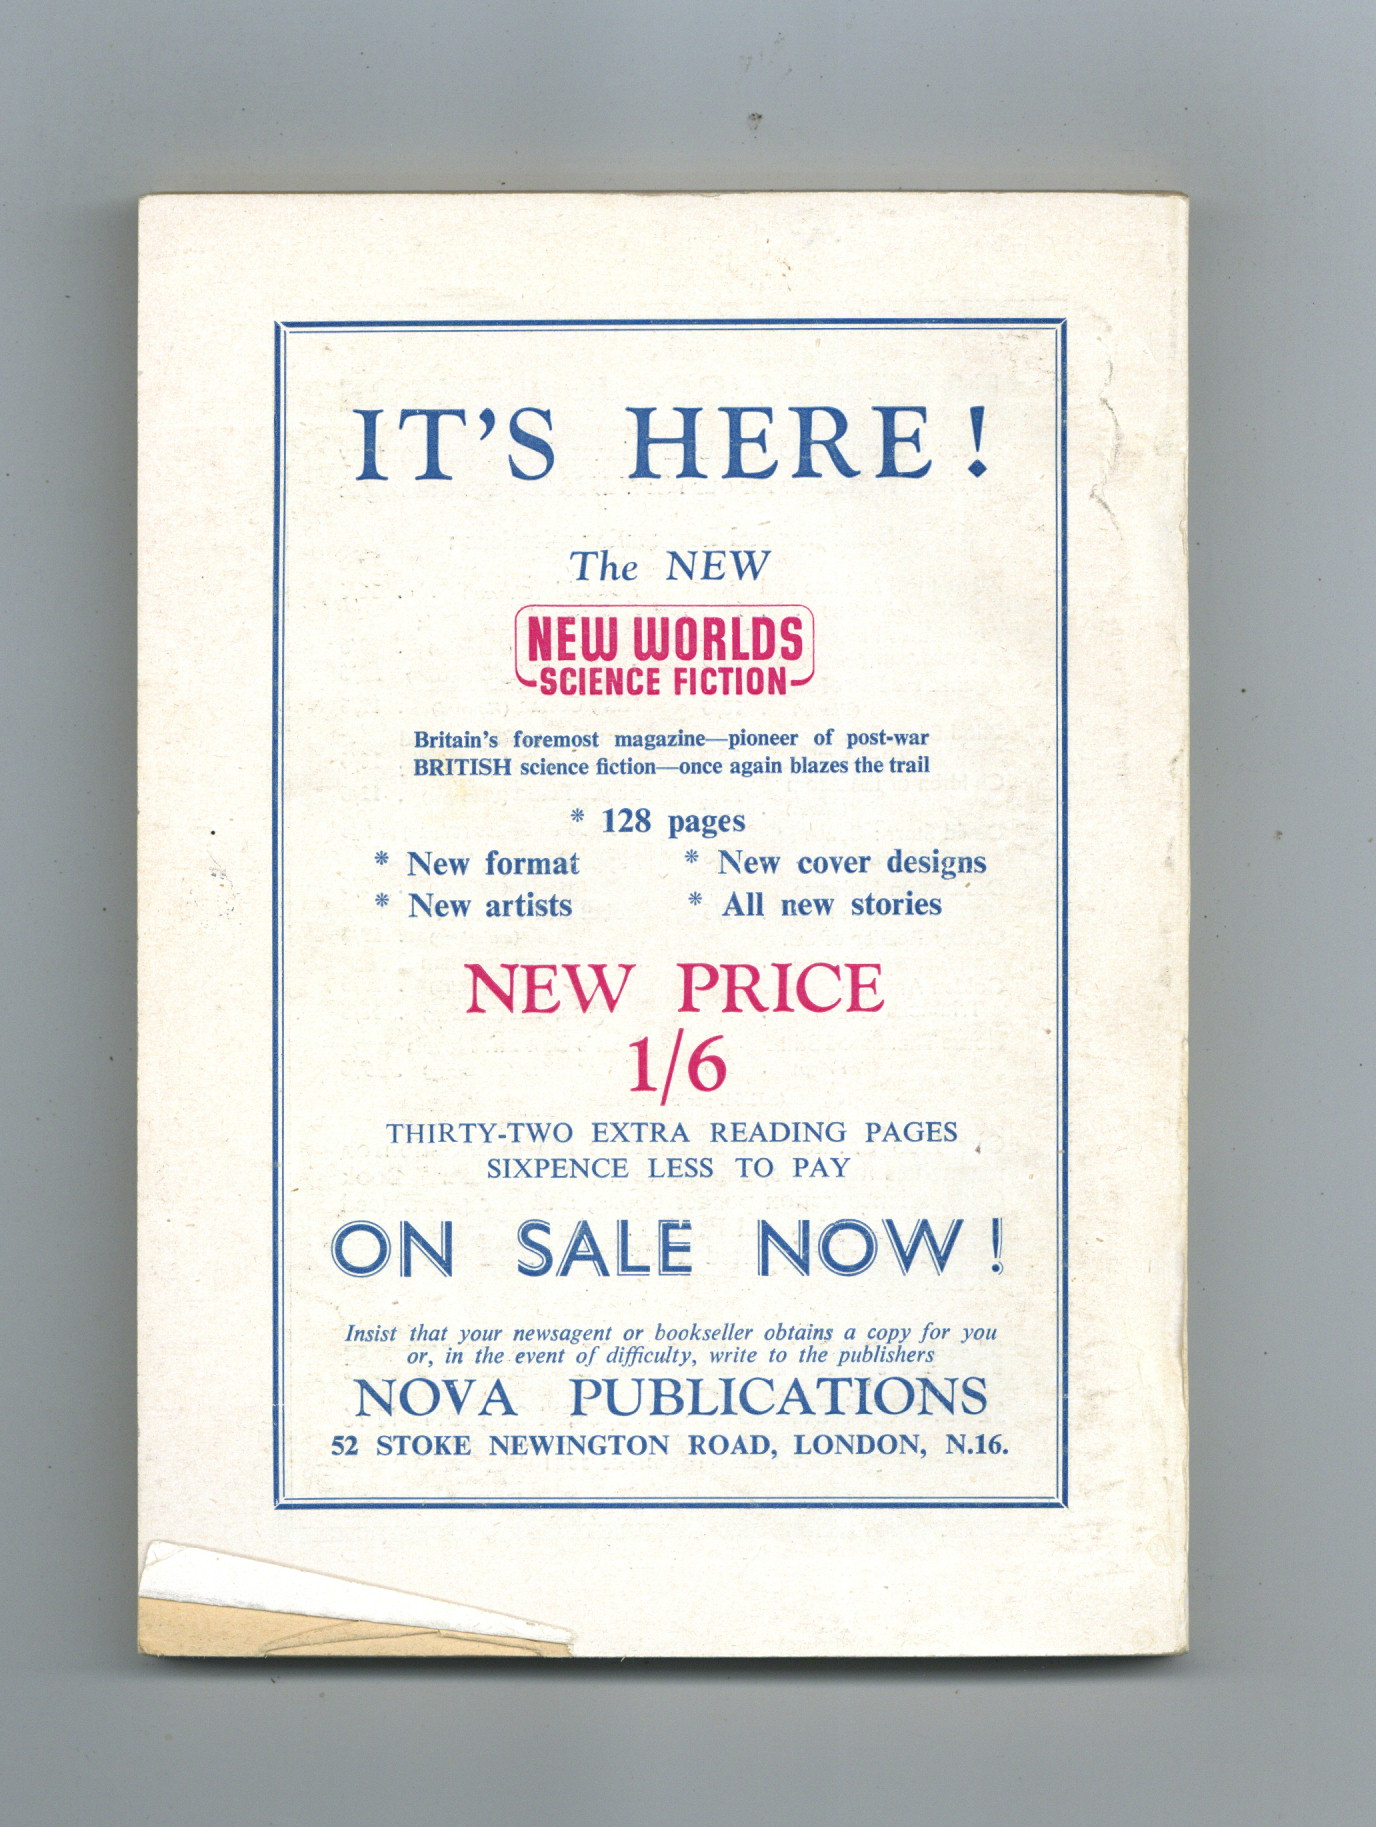 IT'S HERE!
The NEW
NEW WORLDS
SCIENCE FICTION
Britain's foremost magazine—pioneer of post-war
BRITISH science fiction—once again blazes the trail
* 128 pages
* New format * New cover designs
* New artists * All new stories
NEW PRICE
1/6
THIRTY-TWO EXTRA READING PAGES
SIXPENCE LESS TO PAY
ON SALE NOW!
Insist that your newsagent or bookseller obtains a copy for you
or, in the event of difficulty, write to the publishers
NOVA PUBLICATIONS
52 STOKE NEWINGTON ROAD, LONDON, N.16.